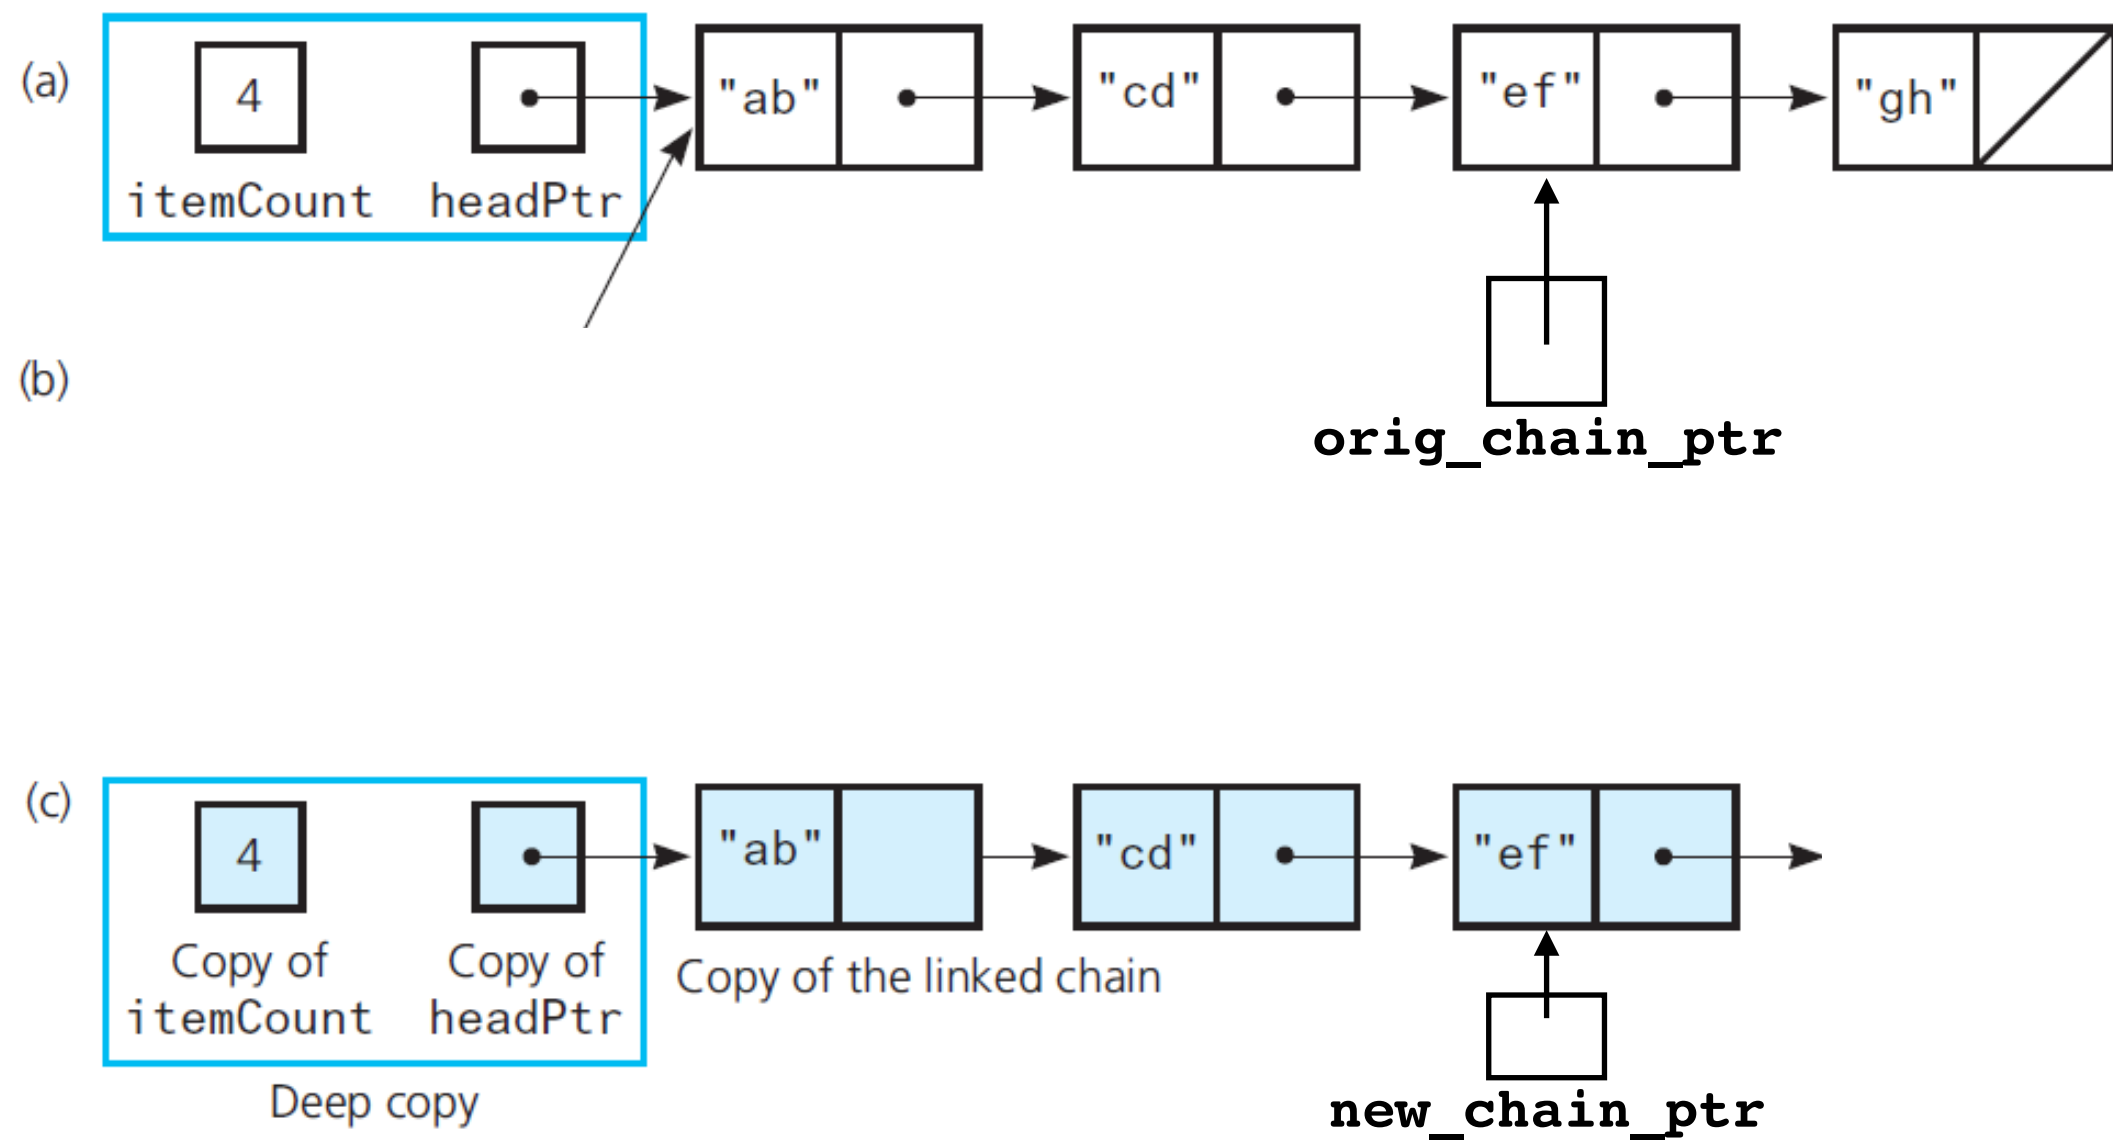 (a)
4
"ab"
"cd"
"ef"
"gh"
itemCount
headPtr
(b)
orig_chain_ptr
(c)
4
"ab"
"cd"
"ef"
Copy of
itemCount
Copy of
headPtr
Copy of the linked chain
Deep copy
new_chain_ptr